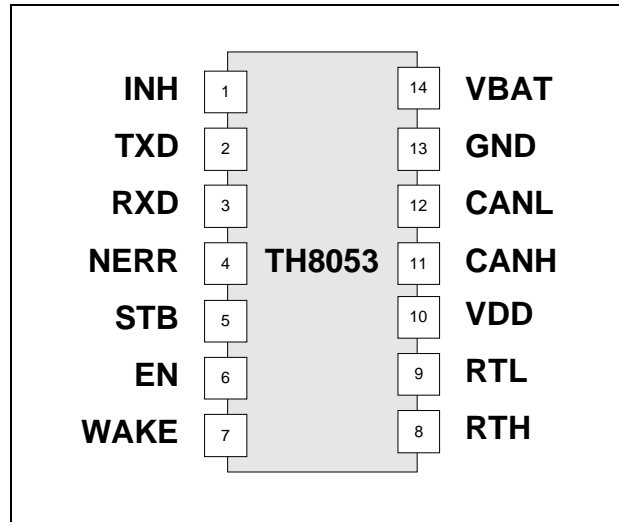 INH 1 14 VBAT
TXD 2 13 GND
RXD 3 12 CANL
NERR 4 TH8053 11 CANH
STB 5 10 VDD
EN 6 9 RTL
WAKE 7 8 RTH